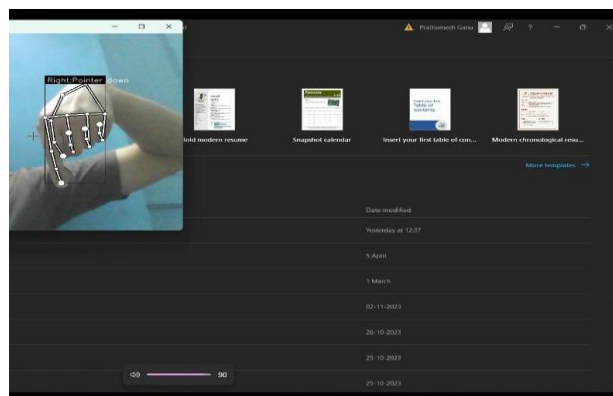 Prathamesh Ganu
?
Right:Pointer down
Bold modern resume
Snapshot calendar
Insert your first table of con...
Modern chronological resu...
More templates →
Date modified
Yesterday at 12:37
5 April
1 March
02-11-2023
26-10-2023
25-10-2023
25-10-2023
90